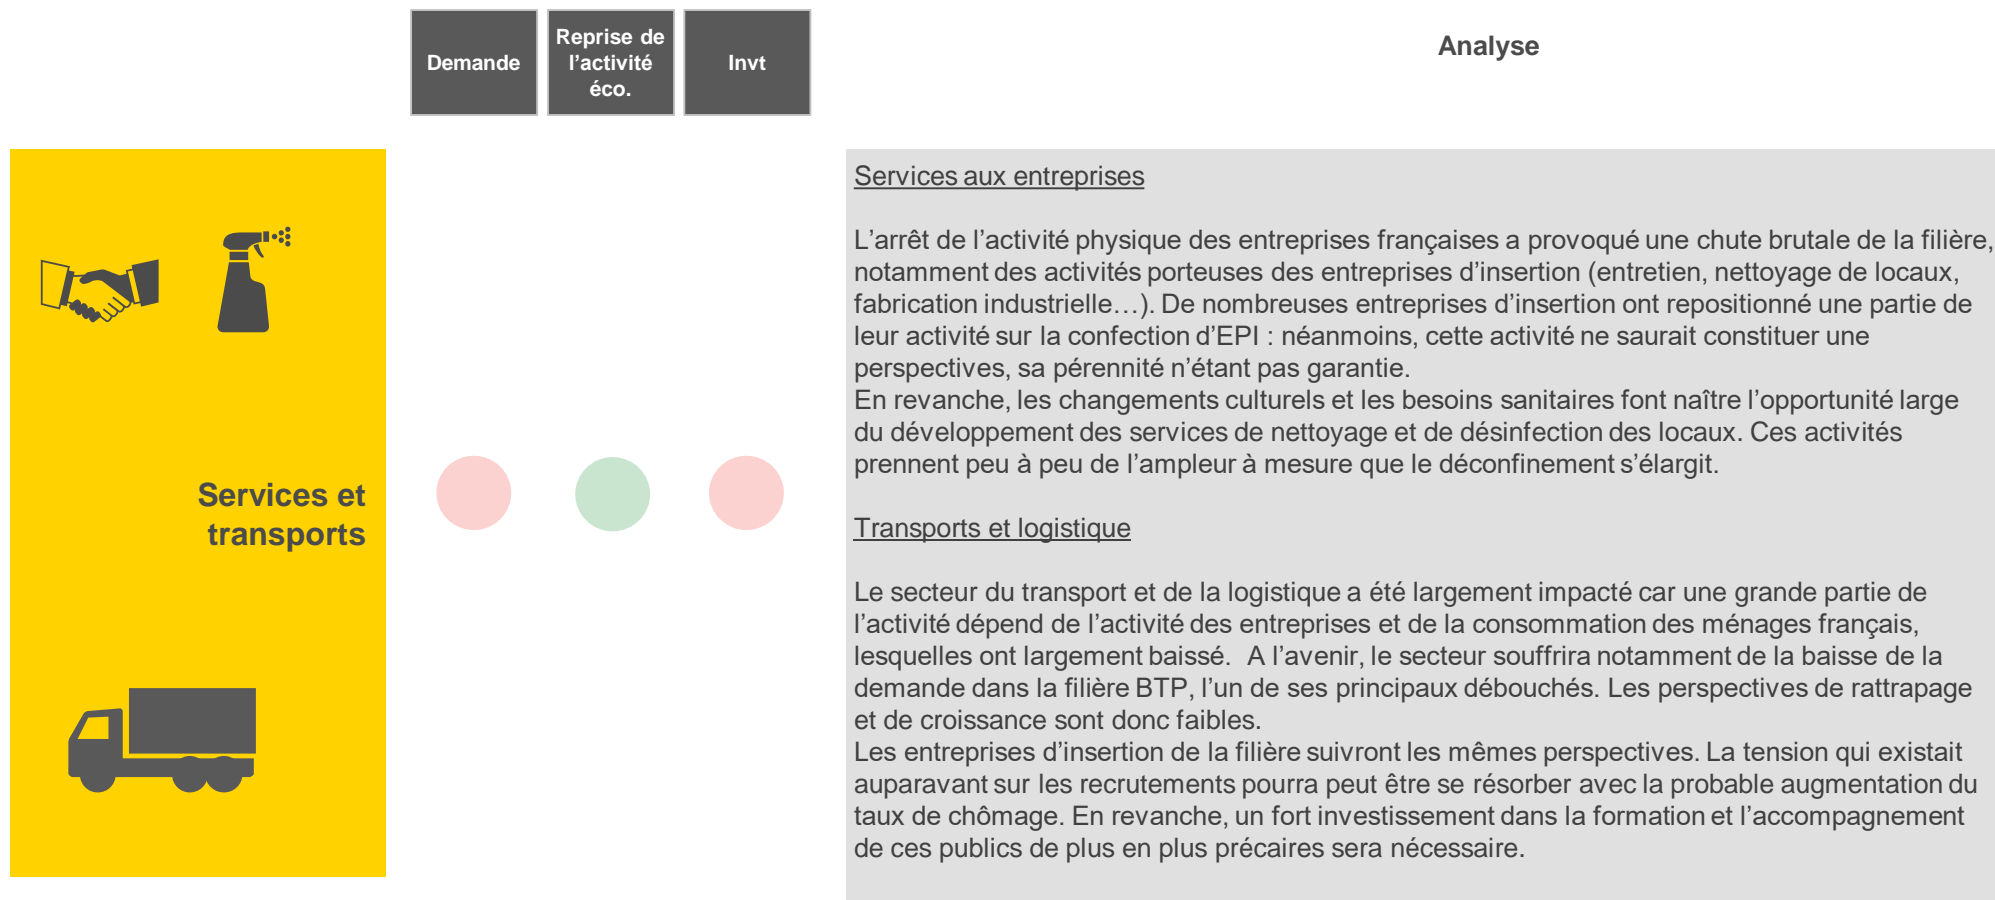 Demande
Reprise de
l’activité
éco.
Invt
Analyse
Services et
transports
Services aux entreprises
L’arrêt de l’activité physique des entreprises françaises a provoqué une chute brutale de la filière,
notamment des activités porteuses des entreprises d’insertion (entretien, nettoyage de locaux,
fabrication industrielle…). De nombreuses entreprises d’insertion ont repositionné une partie de
leur activité sur la confection d’EPI : néanmoins, cette activité ne saurait constituer une
perspectives, sa pérennité n’étant pas garantie.
En revanche, les changements culturels et les besoins sanitaires font naître l’opportunité large
du développement des services de nettoyage et de désinfection des locaux. Ces activités
prennent peu à peu de l’ampleur à mesure que le déconfinement s’élargit.
Transports et logistique
Le secteur du transport et de la logistique a été largement impacté car une grande partie de
l’activité dépend de l’activité des entreprises et de la consommation des ménages français,
lesquelles ont largement baissé.  A l’avenir, le secteur souffrira notamment de la baisse de la
demande dans la filière BTP, l’un de ses principaux débouchés. Les perspectives de rattrapage
et de croissance sont donc faibles.
Les entreprises d’insertion de la filière suivront les mêmes perspectives. La tension qui existait
auparavant sur les recrutements pourra peut être se résorber avec la probable augmentation du
taux de chômage. En revanche, un fort investissement dans la formation et l’accompagnement
de ces publics de plus en plus précaires sera nécessaire.